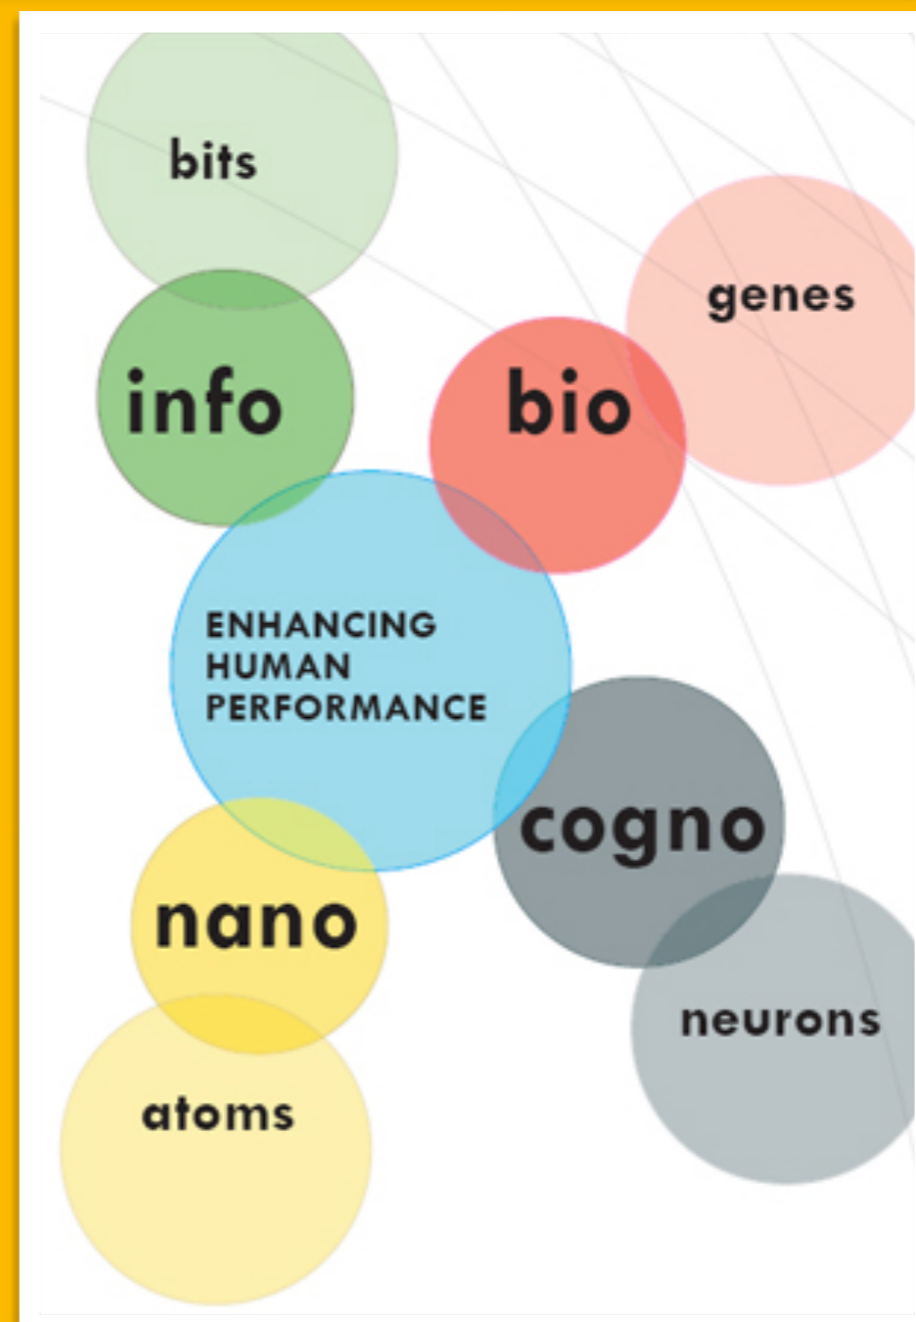 bits
genes
info
bio
ENHANCING
HUMAN
PERFORMANCE
cogno
nano
neurons
atoms